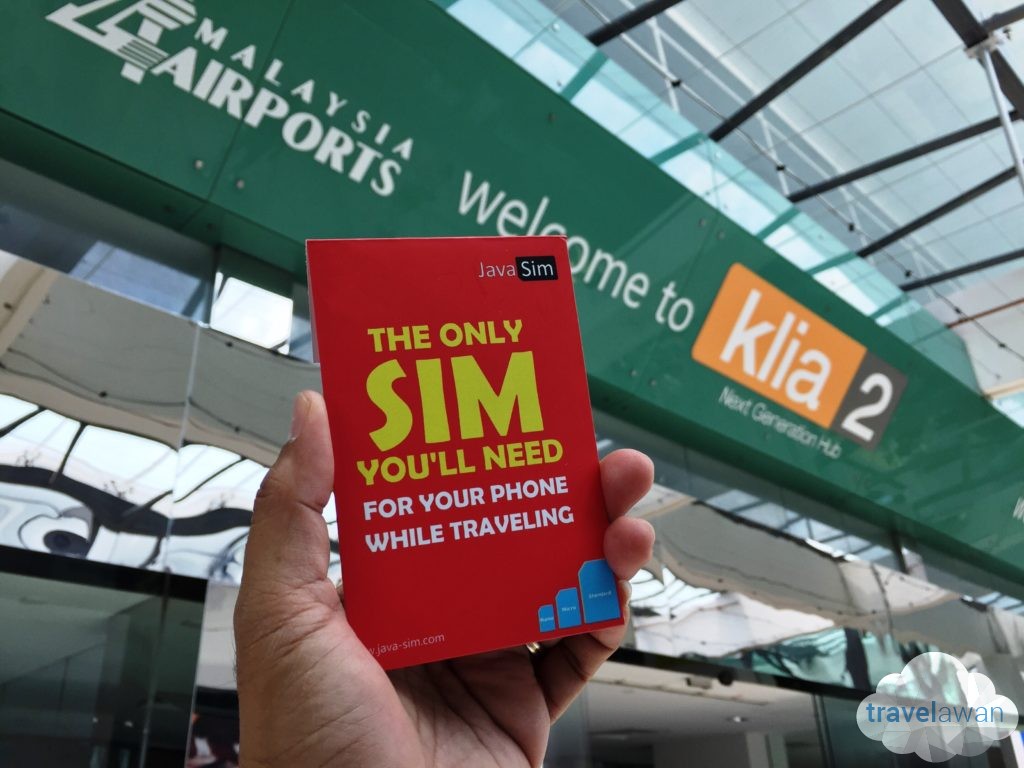 MALAYSIA
AIRPORTS
welcome to
klia 2
Next Generation Hub
Java Sim
THE ONLY
SIM
YOU'LL NEED
FOR YOUR PHONE
WHILE TRAVELING
Nano
Micro
Standard
w.java-sim.com
travelawan